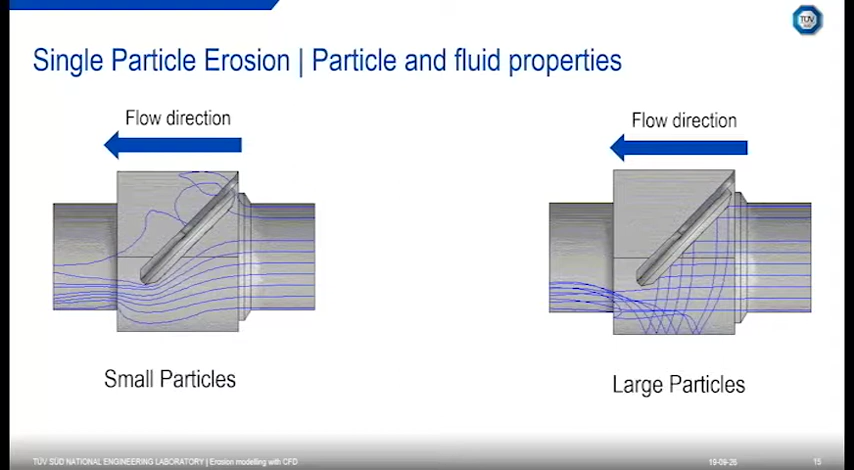 TÜV
Single Particle Erosion | Particle and fluid properties
Flow direction
Flow direction
Small Particles
Large Particles
TÜV SÜD NATIONAL ENGINEERING LABORATORY | Erosion modelling with CFD
15